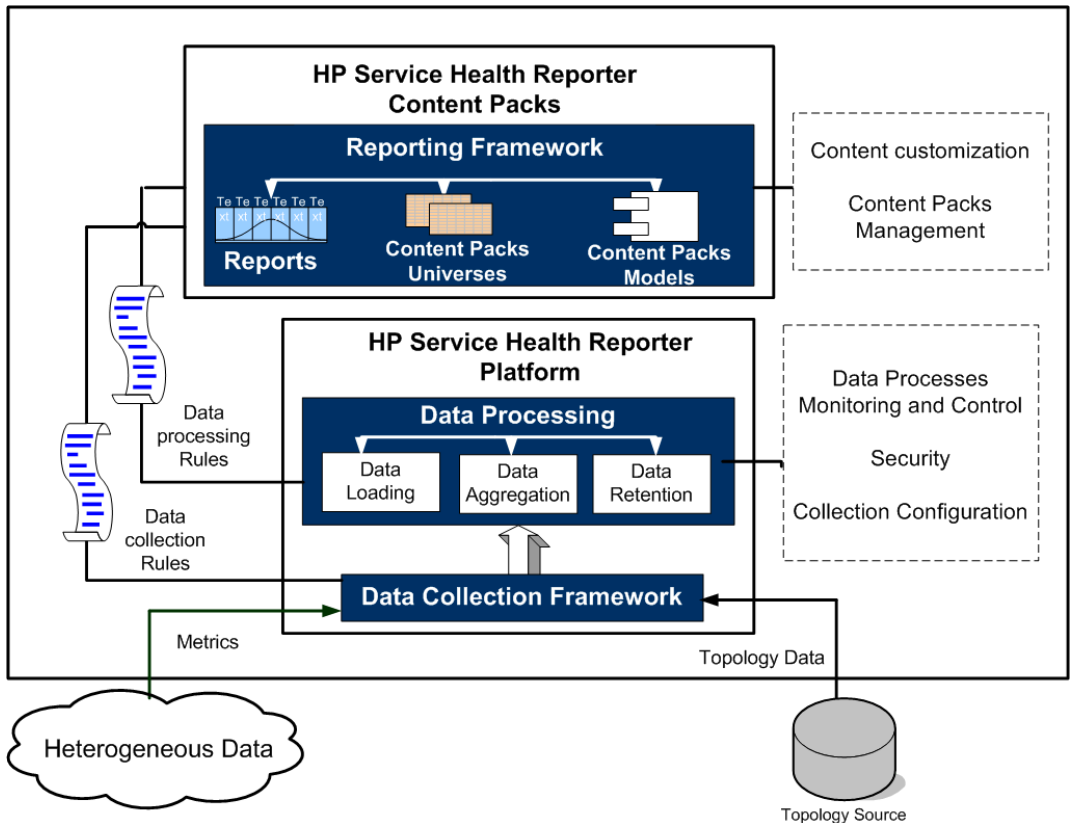 HP Service Health Reporter
Content Packs
Reporting Framework
Te Te Te Te Te Te
xt xt xt xt xt xt
Reports
Content Packs
Universes
Content Packs
Models
Content customization
Content Packs
Management
HP Service Health Reporter
Platform
Data Processing
Data
Loading
Data
Aggregation
Data
Retention
Data Processes
Monitoring and Control
Security
Collection Configuration
Data
processing
Rules
Data
collection
Rules
Data Collection Framework
Metrics
Topology Data
Heterogeneous Data
Topology Source